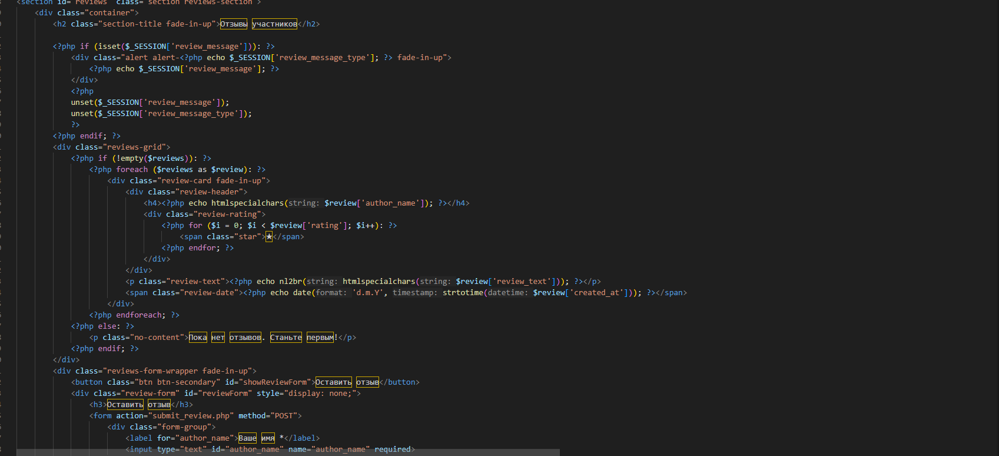 <section id="reviews" class="section reviews-section">
<div class="container">
<h2 class="section-title fade-in-up">Отзывы участников</h2>
<?php if (isset($_SESSION['review_message'])): ?>
<div class="alert alert-<?php echo $_SESSION['review_message_type']; ?> fade-in-up">
<?php echo $_SESSION['review_message']; ?>
</div>
<?php
unset($_SESSION['review_message']);
unset($_SESSION['review_message_type']);
?>
<?php endif; ?>
<div class="reviews-grid">
<?php if (!empty($reviews)): ?>
<?php foreach ($reviews as $review): ?>
<div class="review-card fade-in-up">
<div class="review-header">
<h4><?php echo htmlspecialchars(string: $review['author_name']); ?></h4>
<div class="review-rating">
<?php for ($i = 0; $i < $review['rating']; $i++): ?>
<span class="star">★</span>
<?php endfor; ?>
</div>
</div>
<p class="review-text"><?php echo nl2br(string: htmlspecialchars(string: $review['review_text'])); ?></p>
<span class="review-date"><?php echo date(format: 'd.m.Y', timestamp: strtotime(datetime: $review['created_at'])); ?></span>
</div>
<?php endforeach; ?>
<?php else: ?>
<p class="no-content">Пока нет отзывов. Станьте первым!</p>
<?php endif; ?>
</div>
<div class="reviews-form-wrapper fade-in-up">
<button class="btn btn-secondary" id="showReviewForm">Оставить отзыв</button>
<div class="review-form" id="reviewForm" style="display: none;">
<h3>Оставить отзыв</h3>
<form action="submit_review.php" method="POST">
<div class="form-group">
<label for="author_name">Ваше имя *</label>
<input type="text" id="author_name" name="author_name" required>